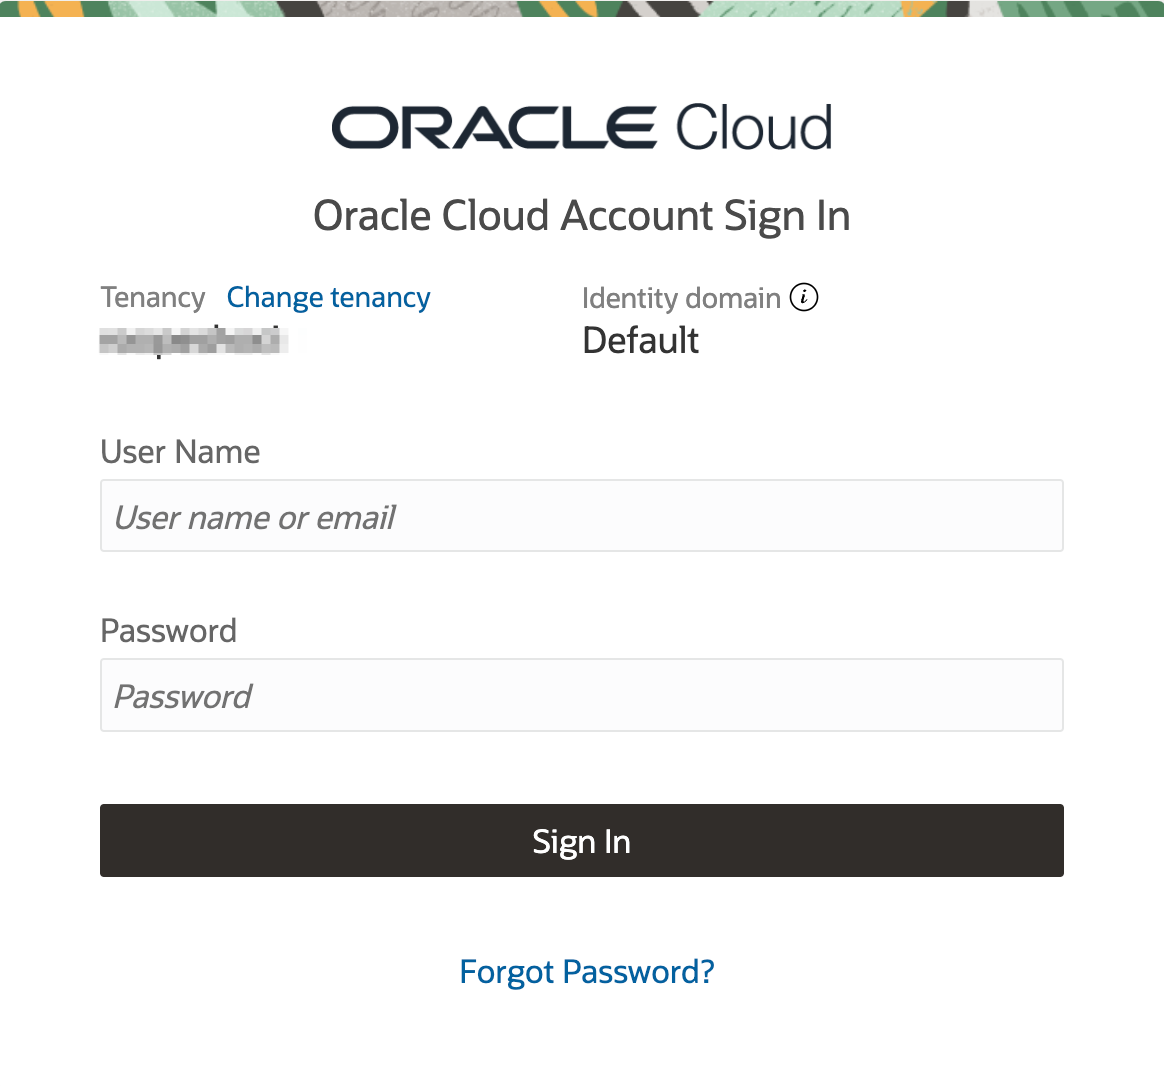 ORACLE Cloud
Oracle Cloud Account Sign In
Tenancy Change tenancy
Identity domain
Default
User Name
User name or email
Password
Password
Sign In
Forgot Password?